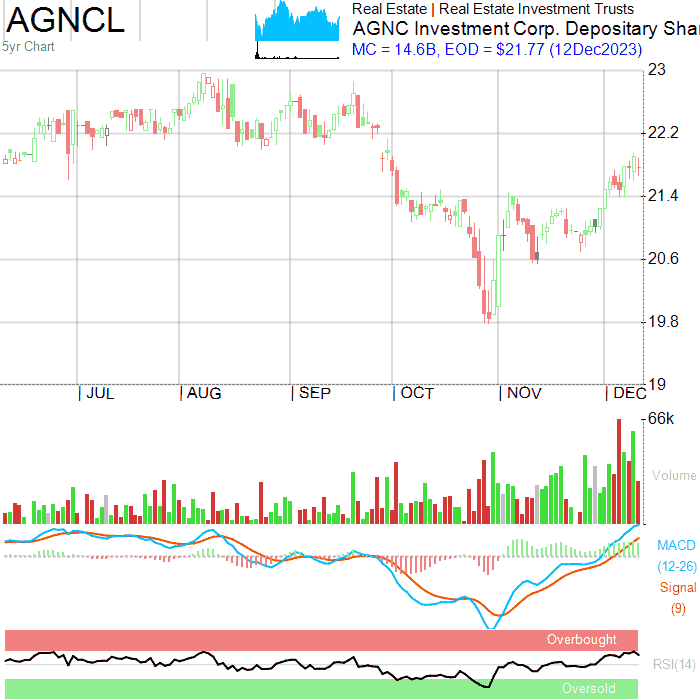 AGNCL
5yr Chart
Real Estate | Real Estate Investment Trusts
AGNC Investment Corp. Depositary Sha
MC = 14.6B, EOD = $21.77 (12Dec2023)
23
22.2
21.4
20.6
19.8
19
JUL
AUG
SEP
OCT
NOV
DEC
66k
Volume
MACD
(12-26)
Signal
(9)
Overbought
RSI(14)
Oversold